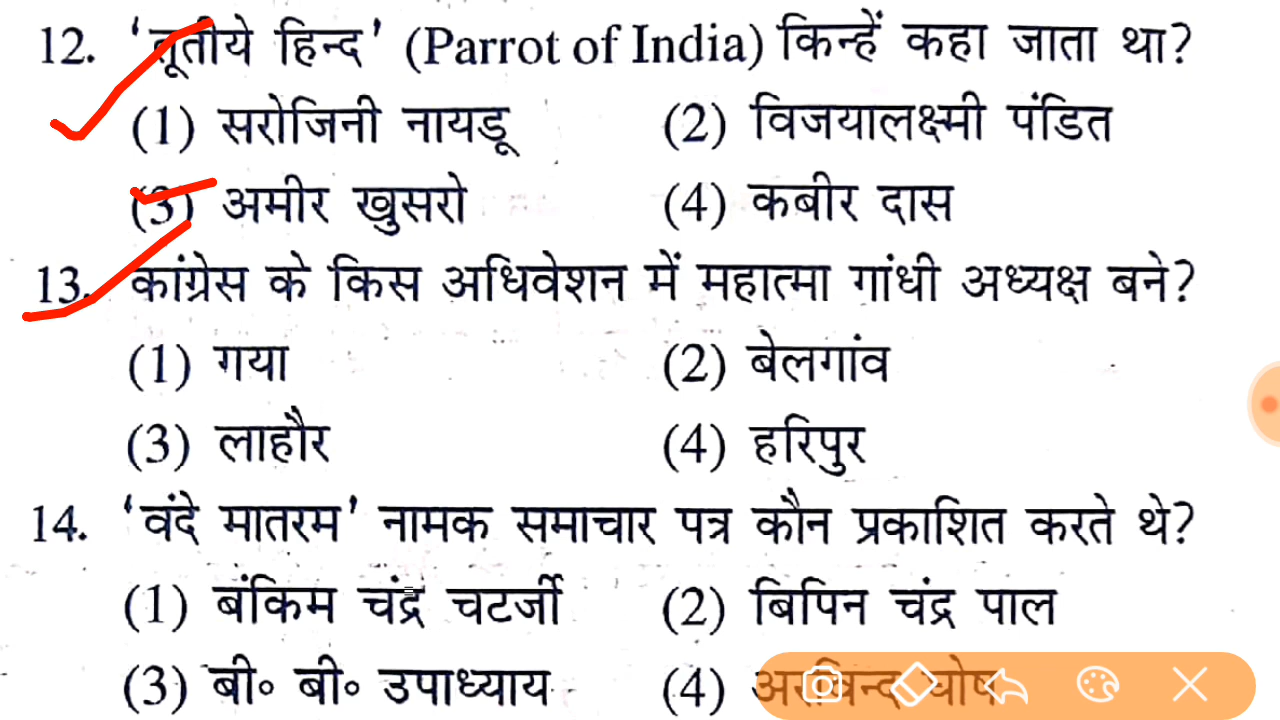 12. 'तूतीये हिन्द' (Parrot of India) किन्हें कहा जाता था?
(1) सरोजिनी नायडू (2) विजयालक्ष्मी पंडित
(3) अमीर खुसरो (4) कबीर दास
13. कांग्रेस के किस अधिवेशन में महात्मा गांधी अध्यक्ष बने?
(1) गया (2) बेलगांव
(3) लाहौर (4) हरिपुर
14. 'वंदे मातरम' नामक समाचार पत्र कौन प्रकाशित करते थे?
(1) बंकिम चंद्र चटर्जी (2) बिपिन चंद्र पाल
(3) बी॰ बी॰ उपाध्याय (4) अरविन्द घोष